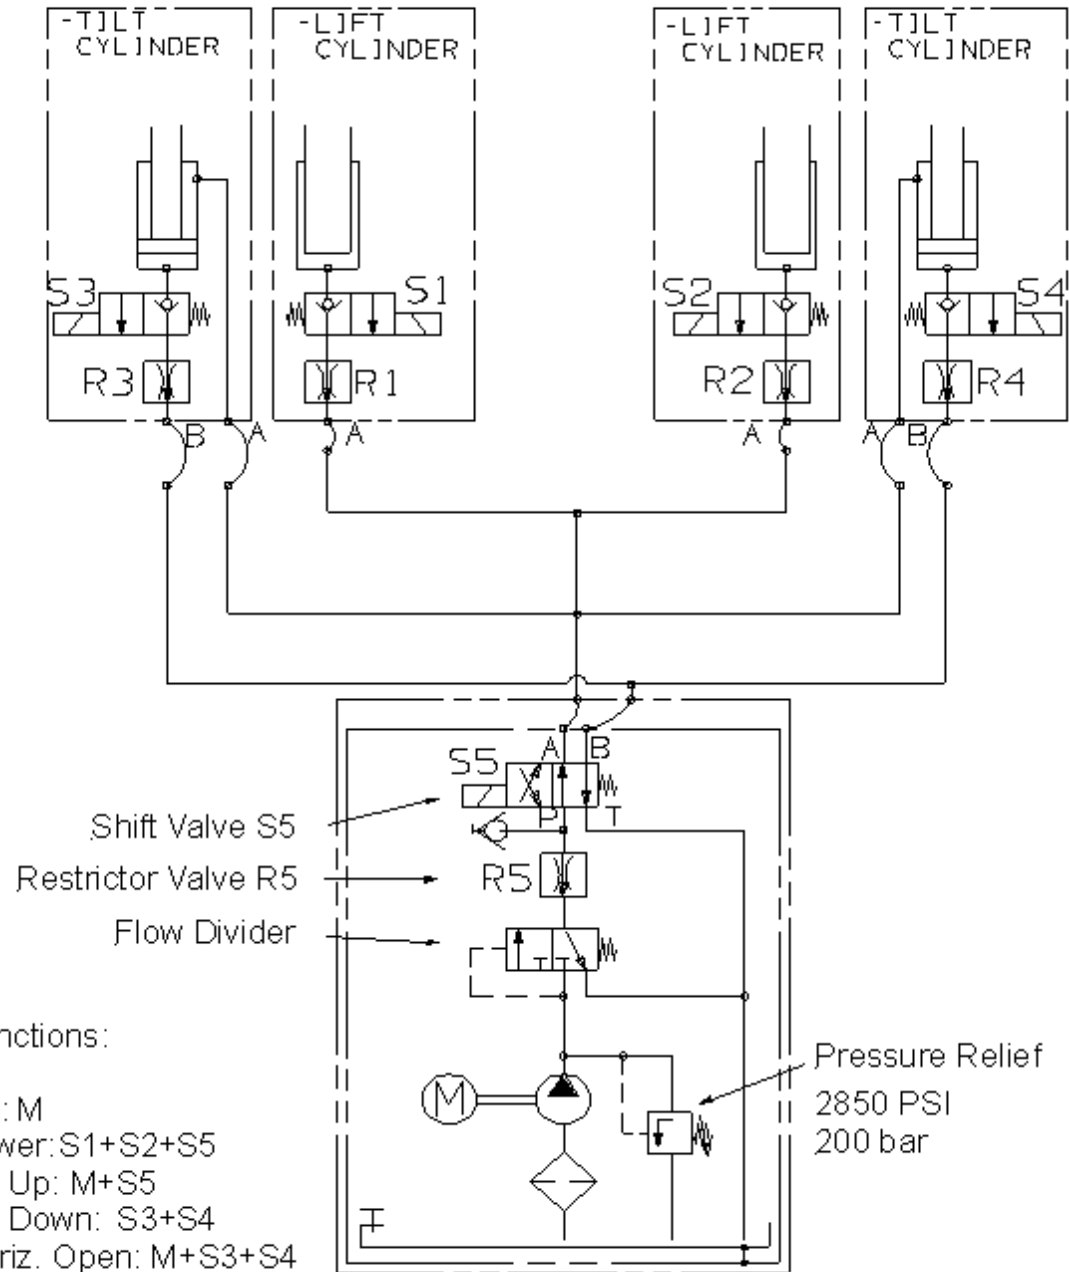 -TILT
CYLINDER
-LIFT
CYLINDER
-LIFT
CYLINDER
-TILT
CYLINDER
S3
S1
S2
S4
R3
R1
R2
R4
B
A
A
A
A
B
A
B
S5
P
T
Shift Valve S5
Restrictor Valve R5
R5
Flow Divider
nctions:
: M
wer:S1+S2+S5
Up: M+S5
Down: S3+S4
riz. Open: M+S3+S4
M
Pressure Relief
2850 PSI
200 bar